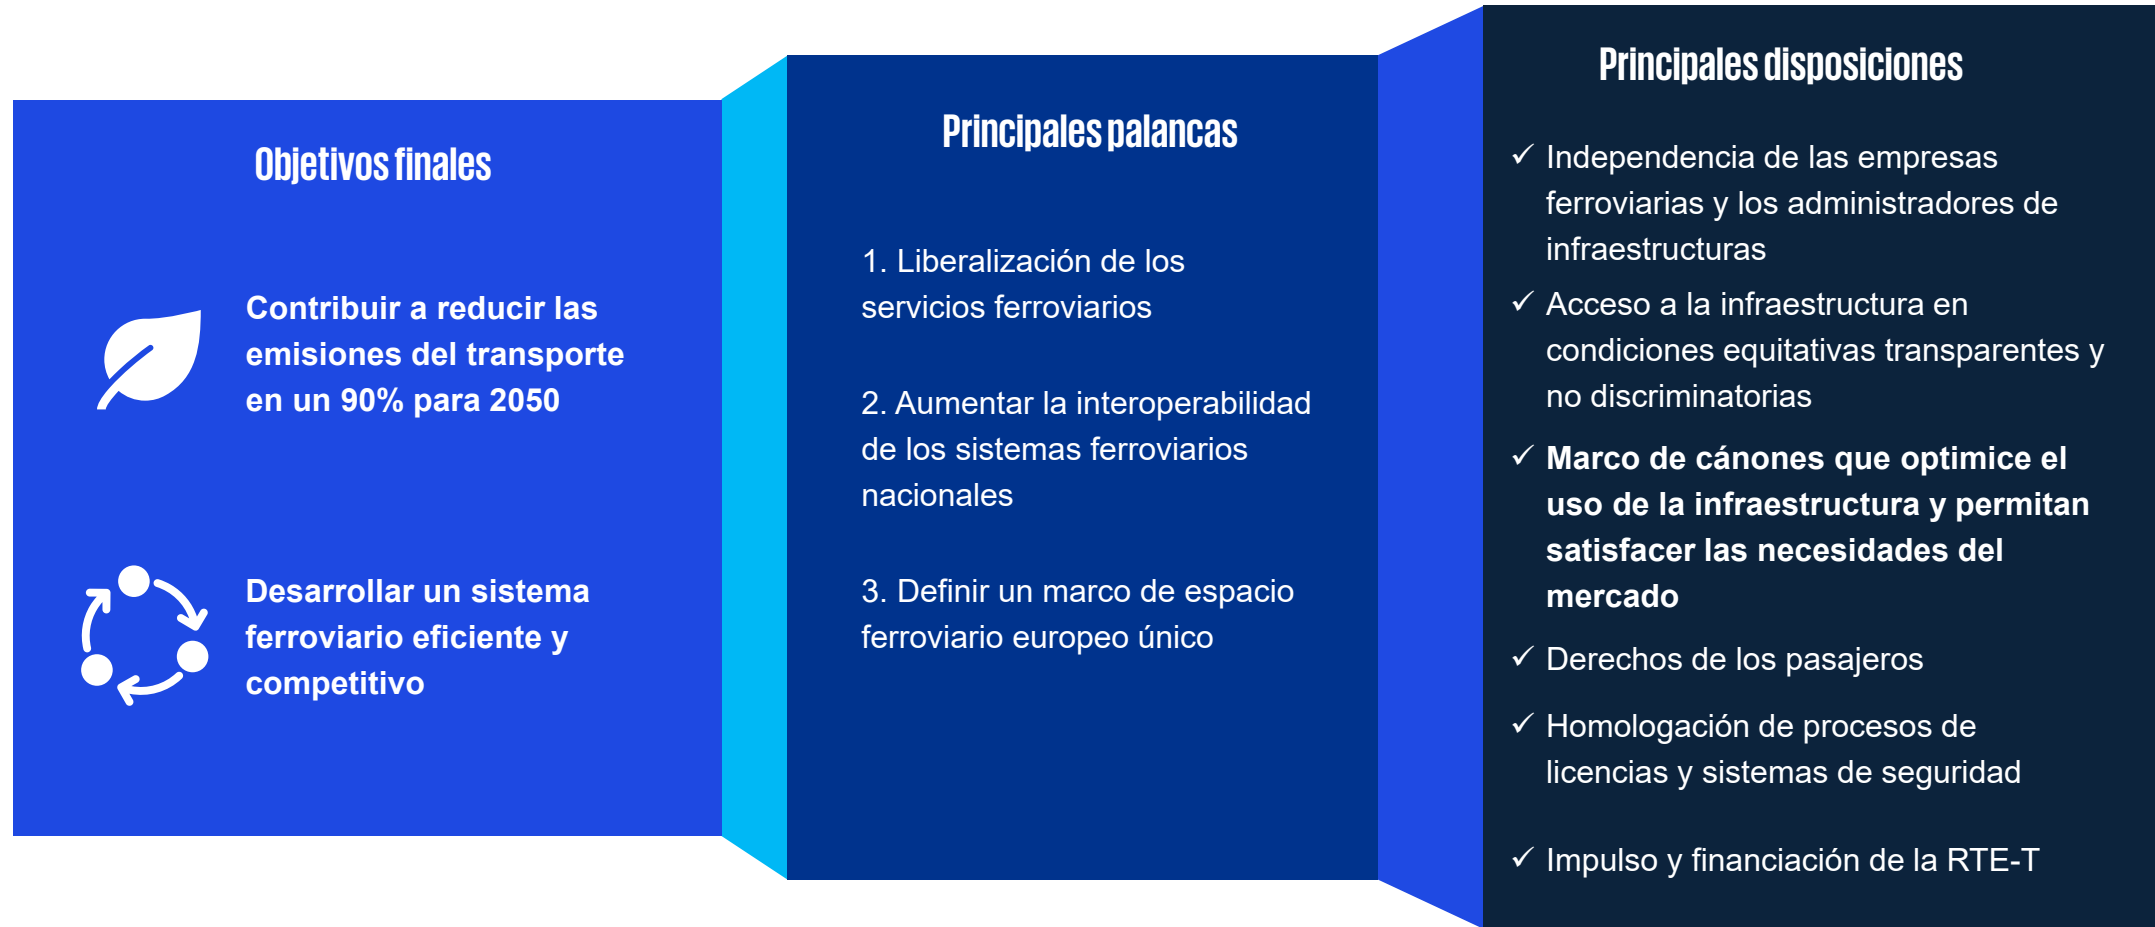 Objetivos finales
Contribuir a reducir las
emisiones del transporte
en un 90% para 2050
Desarrollar un sistema
ferroviario eficiente y
competitivo
Principales palancas
1. Liberalización de los
servicios ferroviarios
2. Aumentar la interoperabilidad
de los sistemas ferroviarios
nacionales
3. Definir un marco de espacio
ferroviario europeo único
Principales disposiciones
✓ Independencia de las empresas
ferroviarias y los administradores de
infraestructuras
✓ Acceso a la infraestructura en
condiciones equitativas transparentes y
no discriminatorias
✓ Marco de cánones que optimice el
uso de la infraestructura y permitan
satisfacer las necesidades del
mercado
✓ Derechos de los pasajeros
✓ Homologación de procesos de
licencias y sistemas de seguridad
✓ Impulso y financiación de la RTE-T